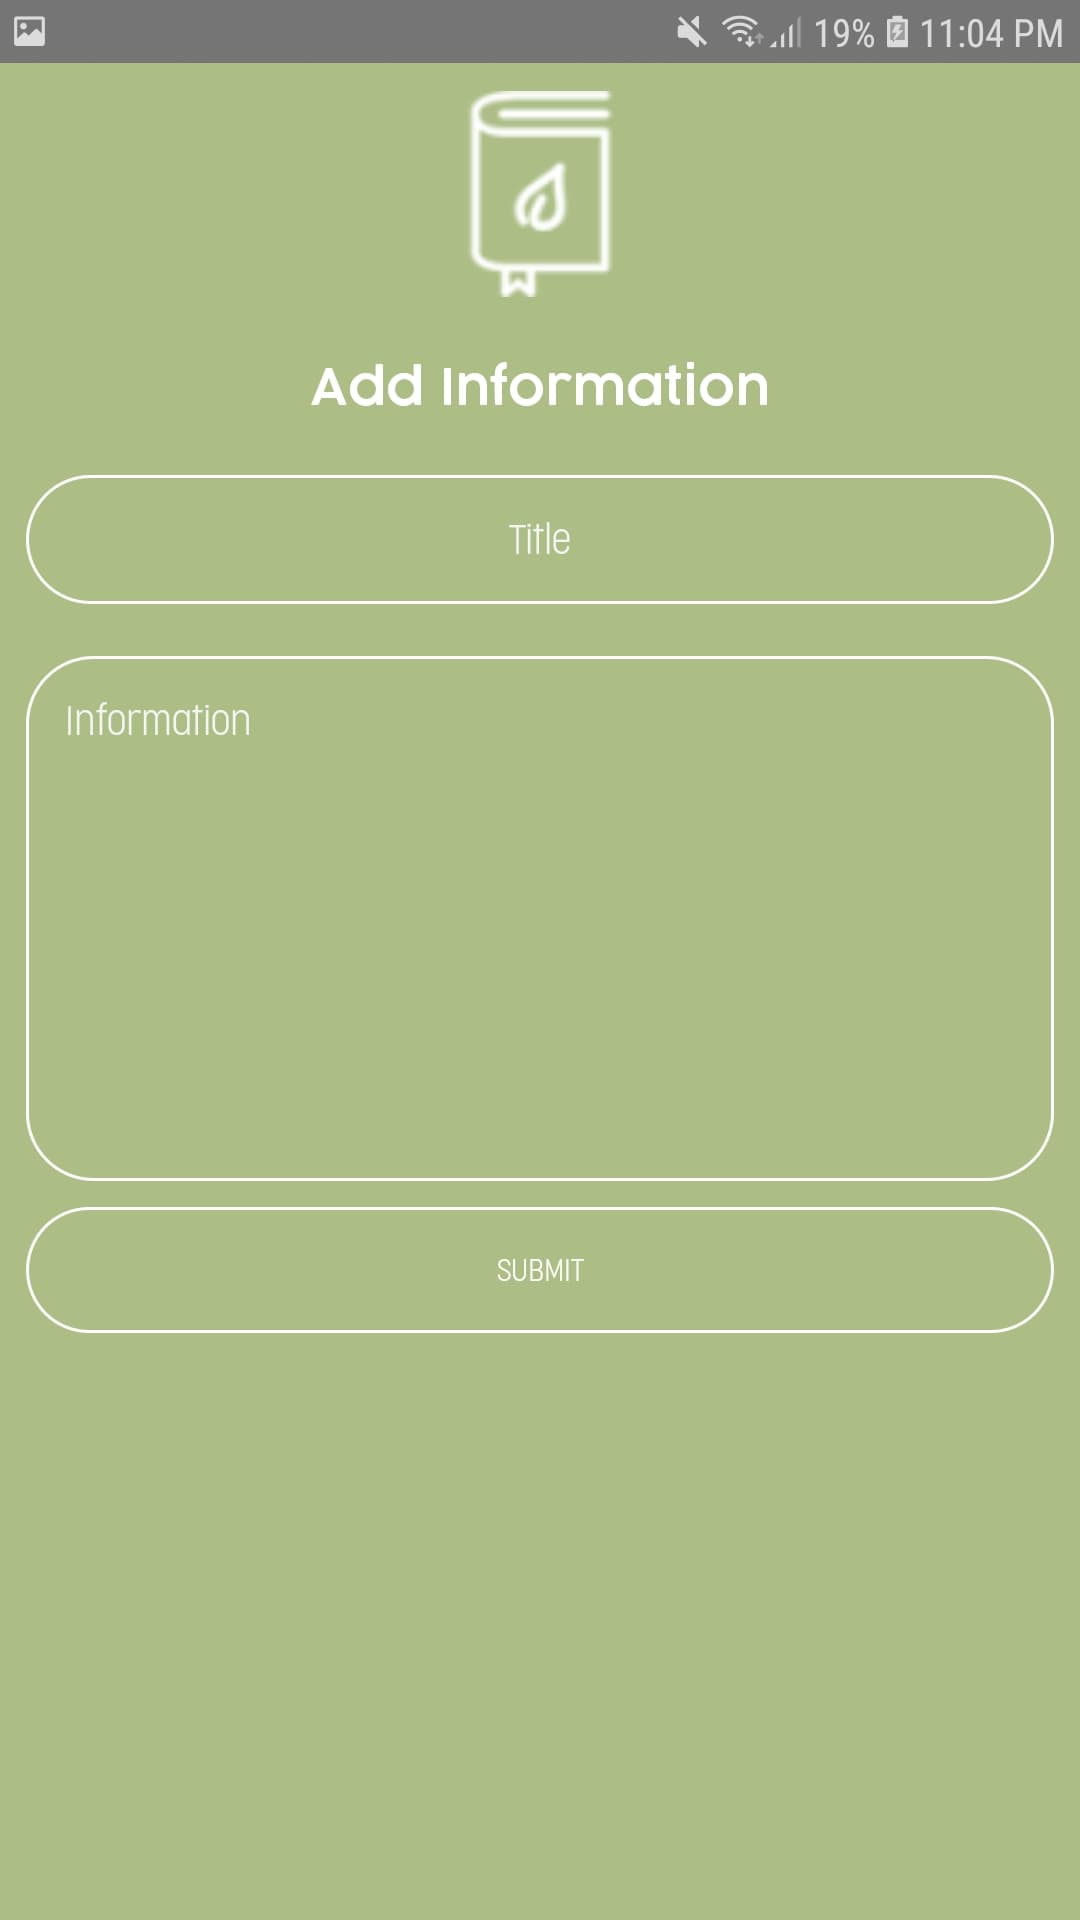 19% 11:04 PM
Add Information
Title
Information
SUBMIT